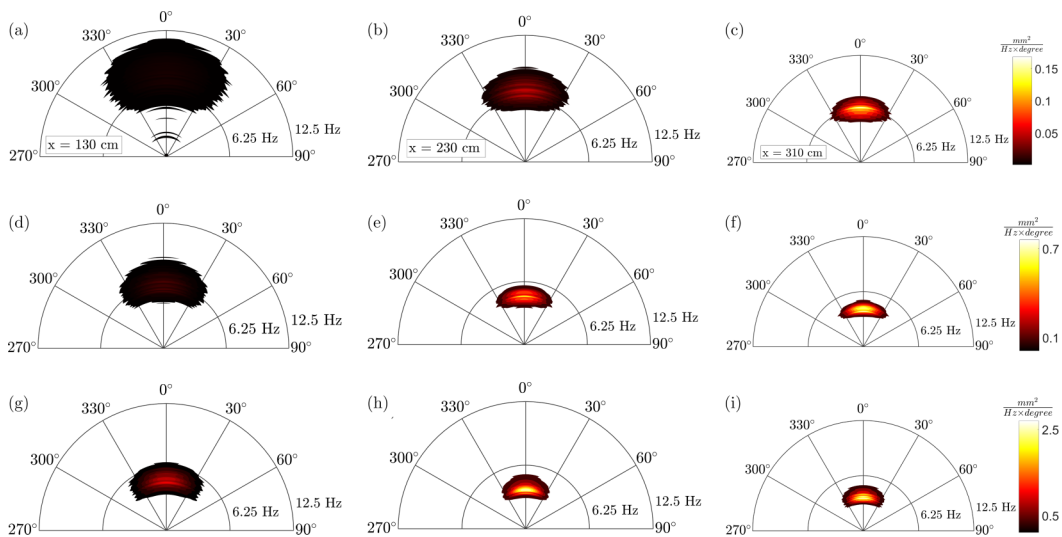 (a)
0°
330°
30°
300°
60°
270°
90°
6.25 Hz
12.5 Hz
x = 130 cm
(b)
0°
330°
30°
300°
60°
270°
90°
6.25 Hz
12.5 Hz
x = 230 cm
(c)
0°
330°
30°
300°
60°
270°
90°
6.25 Hz
12.5 Hz
x = 310 cm
mm²
Hz×degree
0.15
0.1
0.05
(d)
0°
330°
30°
300°
60°
270°
90°
6.25 Hz
12.5 Hz
(e)
0°
330°
30°
300°
60°
270°
90°
6.25 Hz
12.5 Hz
(f)
0°
330°
30°
300°
60°
270°
90°
6.25 Hz
12.5 Hz
mm²
Hz×degree
0.7
0.1
(g)
0°
330°
30°
300°
60°
270°
90°
6.25 Hz
12.5 Hz
(h)
0°
330°
30°
300°
60°
270°
90°
6.25 Hz
12.5 Hz
(i)
0°
330°
30°
300°
60°
270°
90°
6.25 Hz
12.5 Hz
mm²
Hz×degree
2.5
0.5